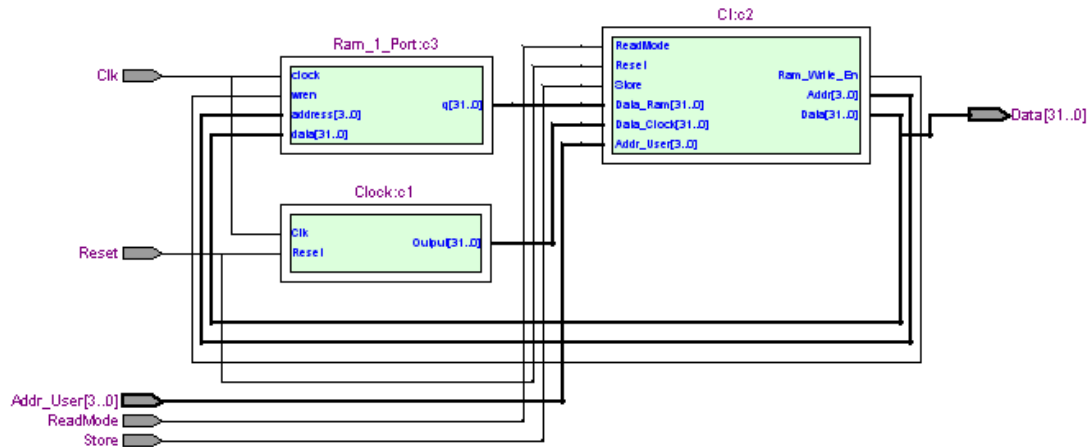 CI:c2
Ram_1_Port:c3
Clk
clock
wren
address[3..0]
data[31..0]
q[31..0]
ReadMode
Reset
Store
Data_Ram[31..0]
Data_Clock[31..0]
Addr_User[3..0]
Ram_Write_En
Addr[3..0]
Data[31..0]
Data[31..0]
Clock:c1
Clk
Reset
Output[31..0]
Reset
Addr_User[3..0]
ReadMode
Store